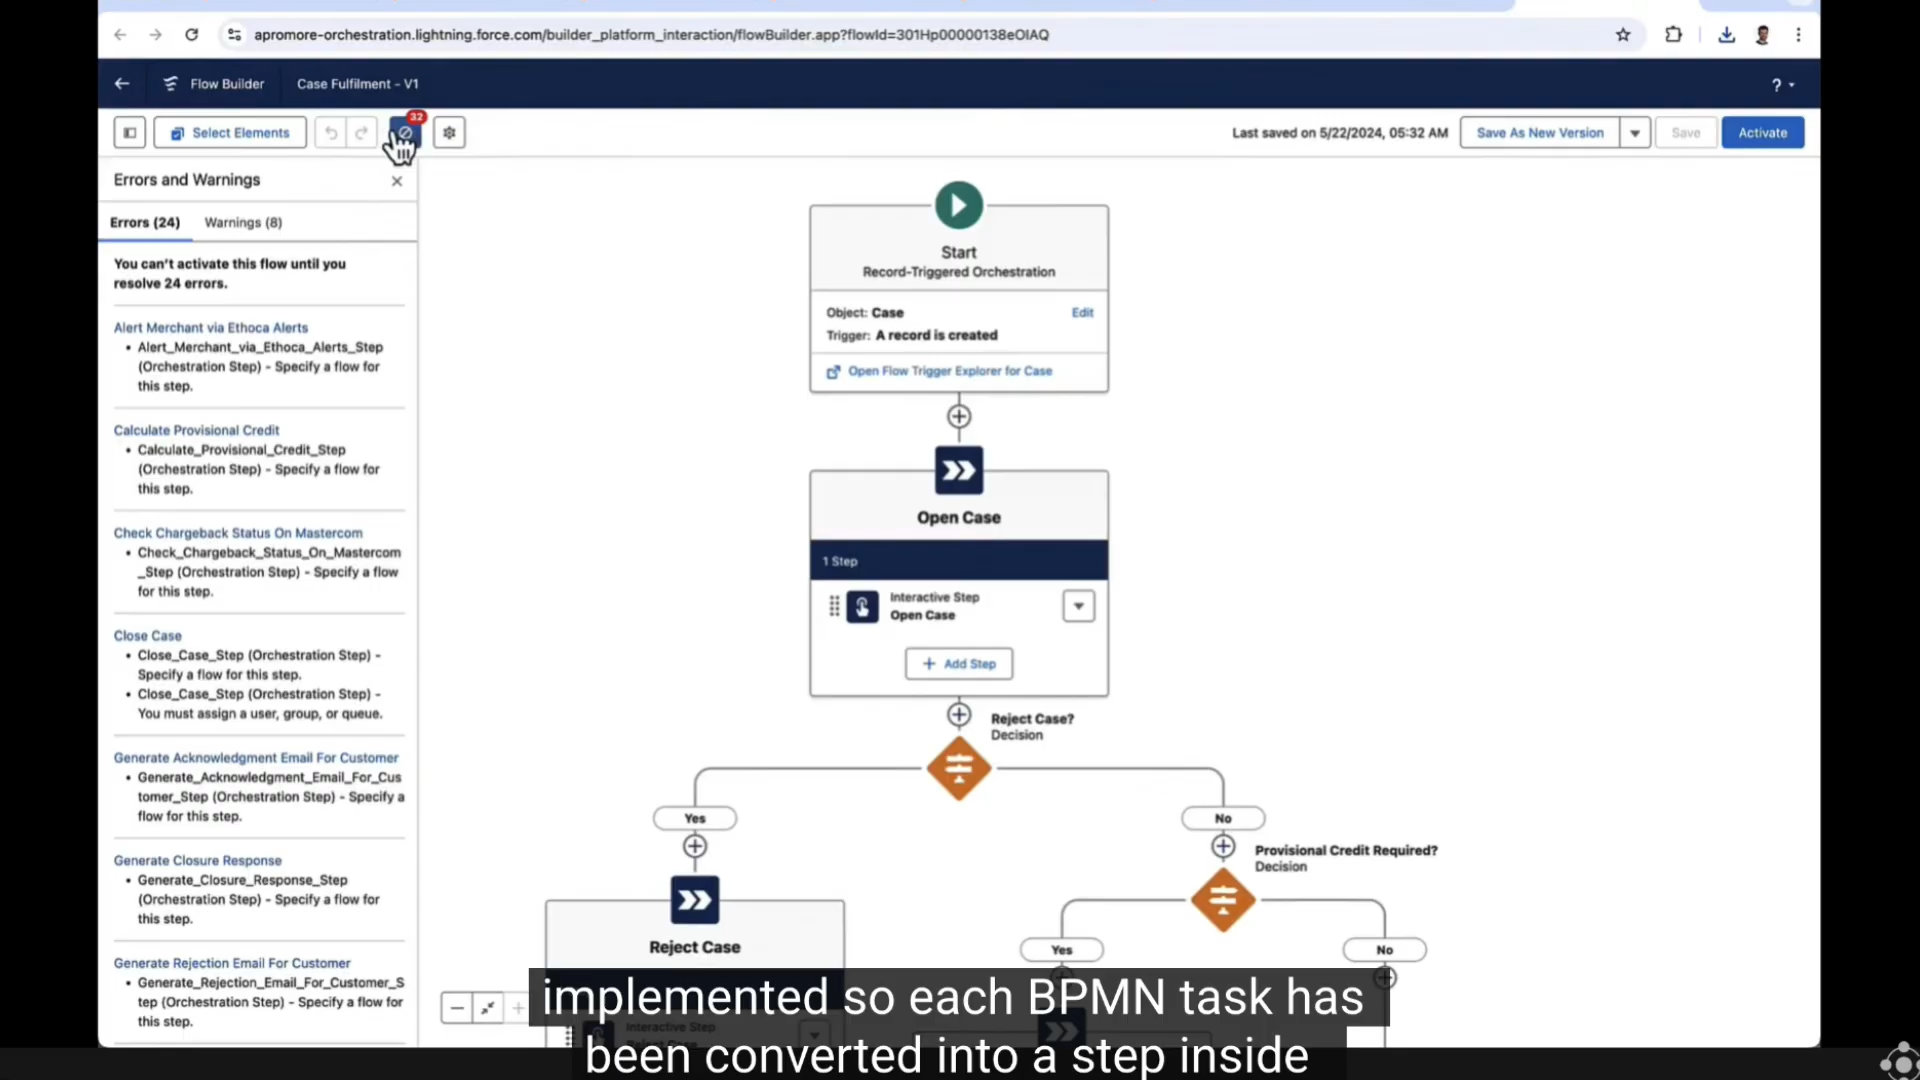 apromore-orchestration.lightning.force.com/builder_platform_interaction/flowBuilder.app?flowId=301Hp00000138eOIAQ
Flow Builder
Case Fulfilment - V1
?
Select Elements
32
Last saved on 5/22/2024, 05:32 AM
Save As New Version
Save
Activate
Errors and Warnings
Errors (24)
Warnings (8)
You can't activate this flow until you
resolve 24 errors.
Alert Merchant via Ethoca Alerts
• Alert_Merchant_via_Ethoca_Alerts_Step
(Orchestration Step) - Specify a flow for
this step.
Calculate Provisional Credit
• Calculate_Provisional_Credit_Step
(Orchestration Step) - Specify a flow for
this step.
Check Chargeback Status On Mastercom
• Check_Chargeback_Status_On_Mastercom
_Step (Orchestration Step) - Specify a flow
for this step.
Close Case
• Close_Case_Step (Orchestration Step) -
Specify a flow for this step.
• Close_Case_Step (Orchestration Step) -
You must assign a user, group, or queue.
Generate Acknowledgment Email For Customer
• Generate_Acknowledgment_Email_For_Cus
tomer_Step (Orchestration Step) - Specify a
flow for this step.
Generate Closure Response
• Generate_Closure_Response_Step
(Orchestration Step) - Specify a flow for
this step.
Generate Rejection Email For Customer
• Generate_Rejection_Email_For_Customer_S
tep (Orchestration Step) - Specify a flow for
this step.
Start
Record-Triggered Orchestration
Object: Case
Edit
Trigger: A record is created
Open Flow Trigger Explorer for Case
Open Case
1 Step
Interactive Step
Open Case
+ Add Step
Reject Case?
Decision
Yes
No
Provisional Credit Required?
Decision
Reject Case
Yes
No
Interactive Step
implemented so each BPMN task has
been converted into a step inside